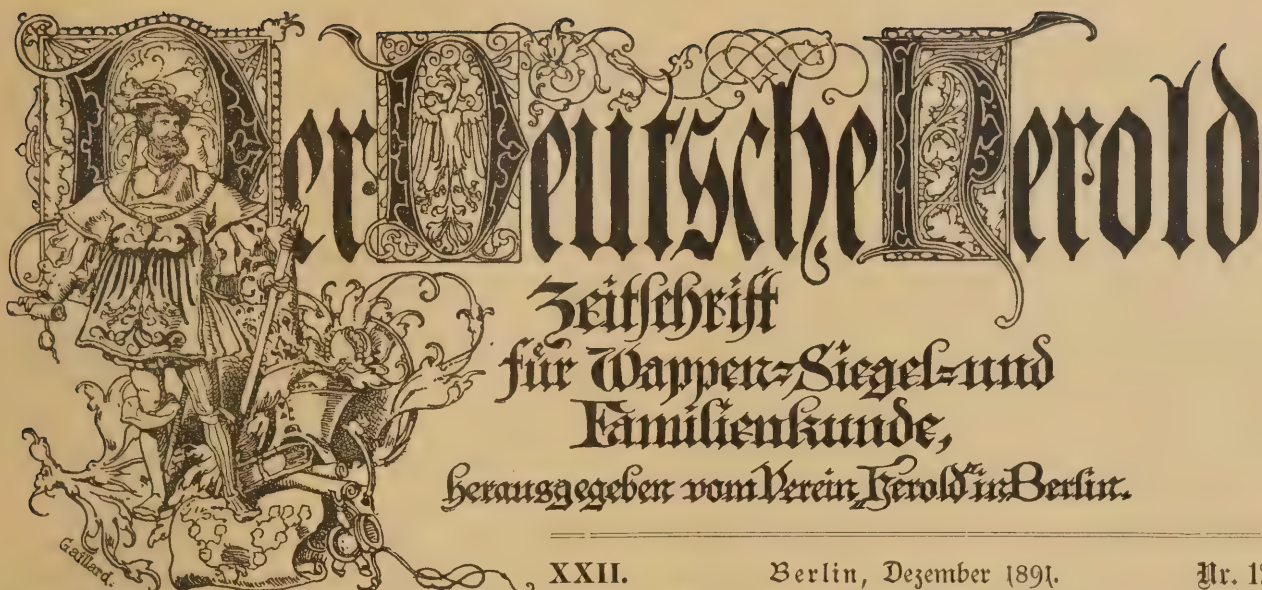 Der Deutsche Herold
Zeitschrift
für Wappen-Siegel-und
Familienkunde,
herausgegeben vom Verein „Herold“ in Berlin.
XXII. Berlin, Dezember 1891. Nr. 12
Gaillard.